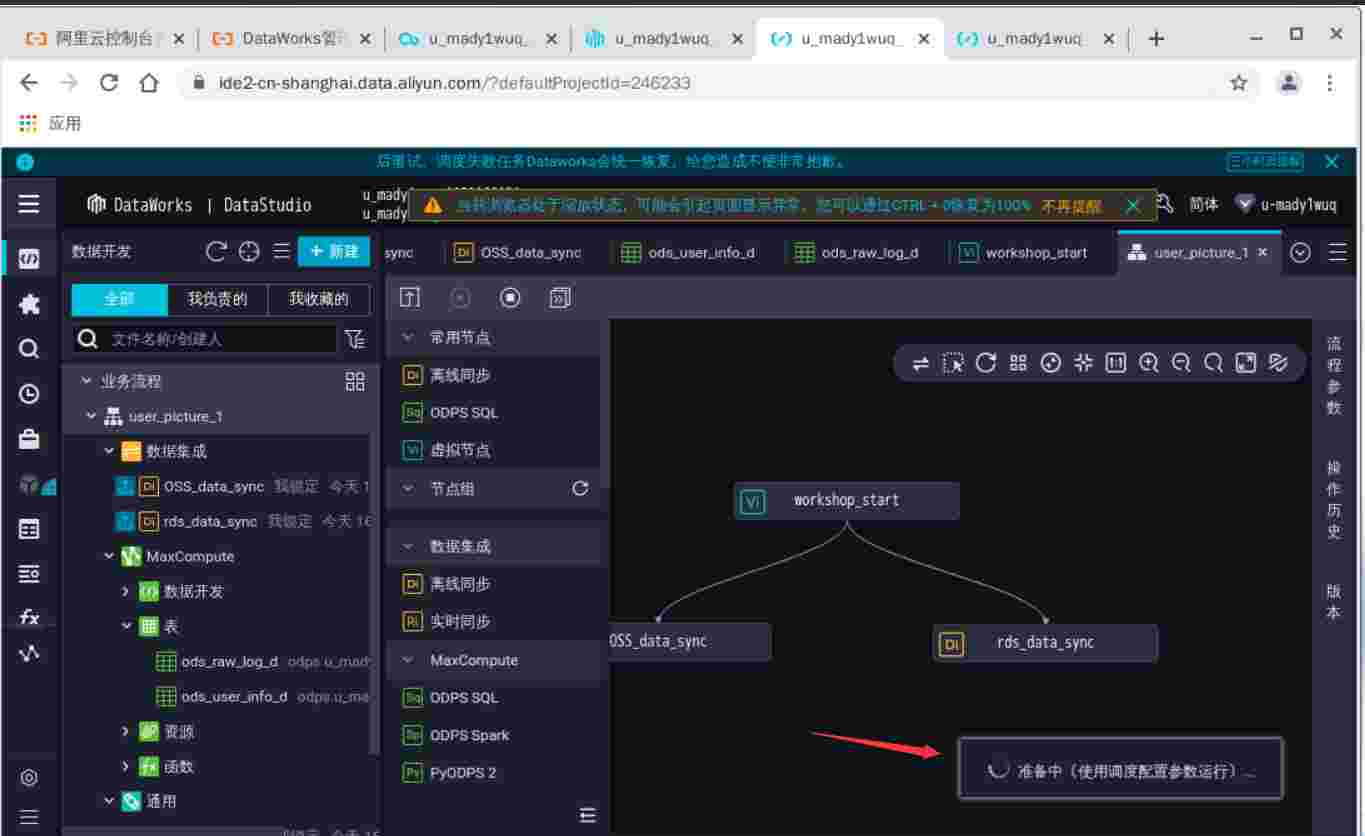 阿里云控制台
DataWorks管
u_mady1wuq_
u_mady1wuq_
u_mady1wuq_
u_mady1wuq
ide2-cn-shanghai.data.aliyun.com/?defaultProjectId=246233
应用
后重试。调度失败任务Dataworks会统一恢复，给您造成不便非常抱歉。
三小时后提醒
DataWorks | DataStudio
u_mady
u_mady
当前浏览器处于缩放状态，可能会引起页面显示异常，您可以通过CTRL + 0恢复为100%
不再提醒
简体
u-mady1wuq
数据开发
+ 新建
sync
Di OSS_data_sync
ods_user_info_d
ods_raw_log_d
Vi workshop_start
user_picture_1
全部
我负责的
我收藏的
文件名称/创建人
业务流程
user_picture_1
数据集成
Di OSS_data_sync 我锁定 今天 1
Di rds_data_sync 我锁定 今天 16
MaxCompute
数据开发
表
ods_raw_log_d odps.u_mady
ods_user_info_d odps.u_ma
资源
函数
通用
fx
常用节点
Di 离线同步
Sq ODPS SQL
Vi 虚拟节点
节点组
数据集成
Di 离线同步
Ri 实时同步
MaxCompute
Sq ODPS SQL
Sp ODPS Spark
Py PyODPS 2
1:1
Vi workshop_start
OSS_data_sync
Di rds_data_sync
准备中（使用调度配置参数运行）...
流程参数
操作历史
版本